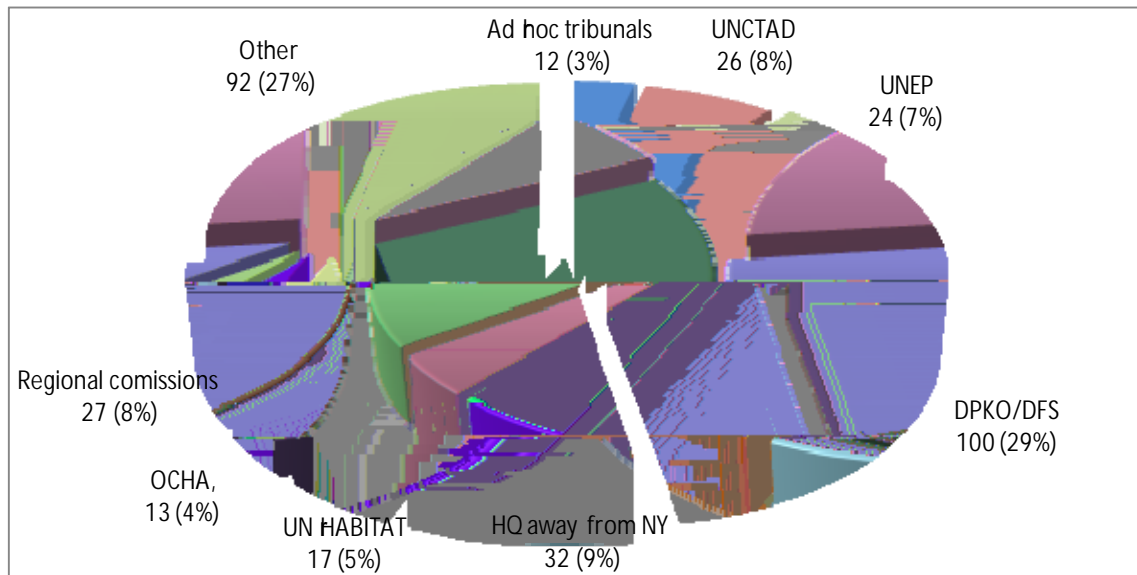 Ad hoc tribunals
12 (3%)
UNCTAD
26 (8%)
UNEP
24 (7%)
DPKO/DFS
100 (29%)
HQ away from NY
32 (9%)
UN HABITAT
17 (5%)
OCHA,
13 (4%)
Regional comissions
27 (8%)
Other
92 (27%)